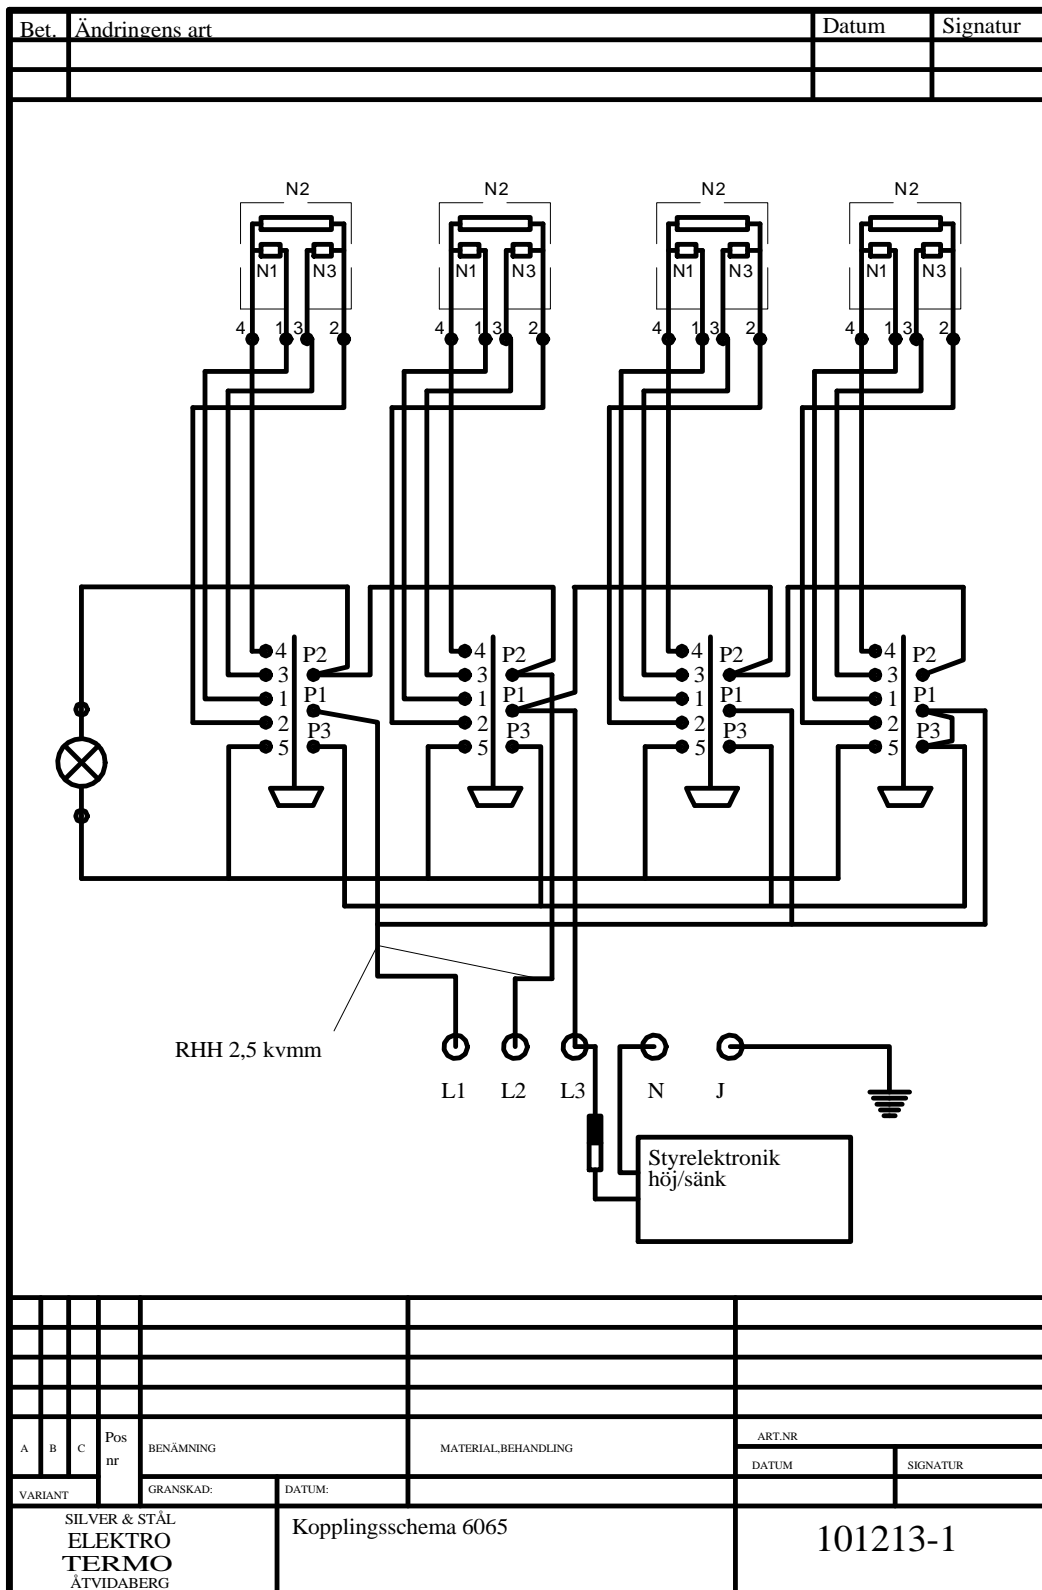 Bet. Ändringens art Datum Signatur
N2 N2 N2 N2
N1 N3 N1 N3 N1 N3 N1 N3
4 1 3 2 4 1 3 2 4 1 3 2 4 1 3 2
4 P2 4 P2 4 P2 4 P2
3 3 3 3
1 P1 1 P1 1 P1 1 P1
2 P3 2 P3 2 P3 2 P3
5 5 5 5
RHH 2,5 kvmm
L1 L2 L3 N J
Styrelektronik
höj/sänk
A B C Pos BENÄMNING MATERIAL,BEHANDLING ART.NR
nr DATUM SIGNATUR
VARIANT GRANSKAD: DATUM:
SILVER & STÅL
ELEKTRO
TERMO
ÅTVIDABERG
Kopplingsschema 6065
101213-1